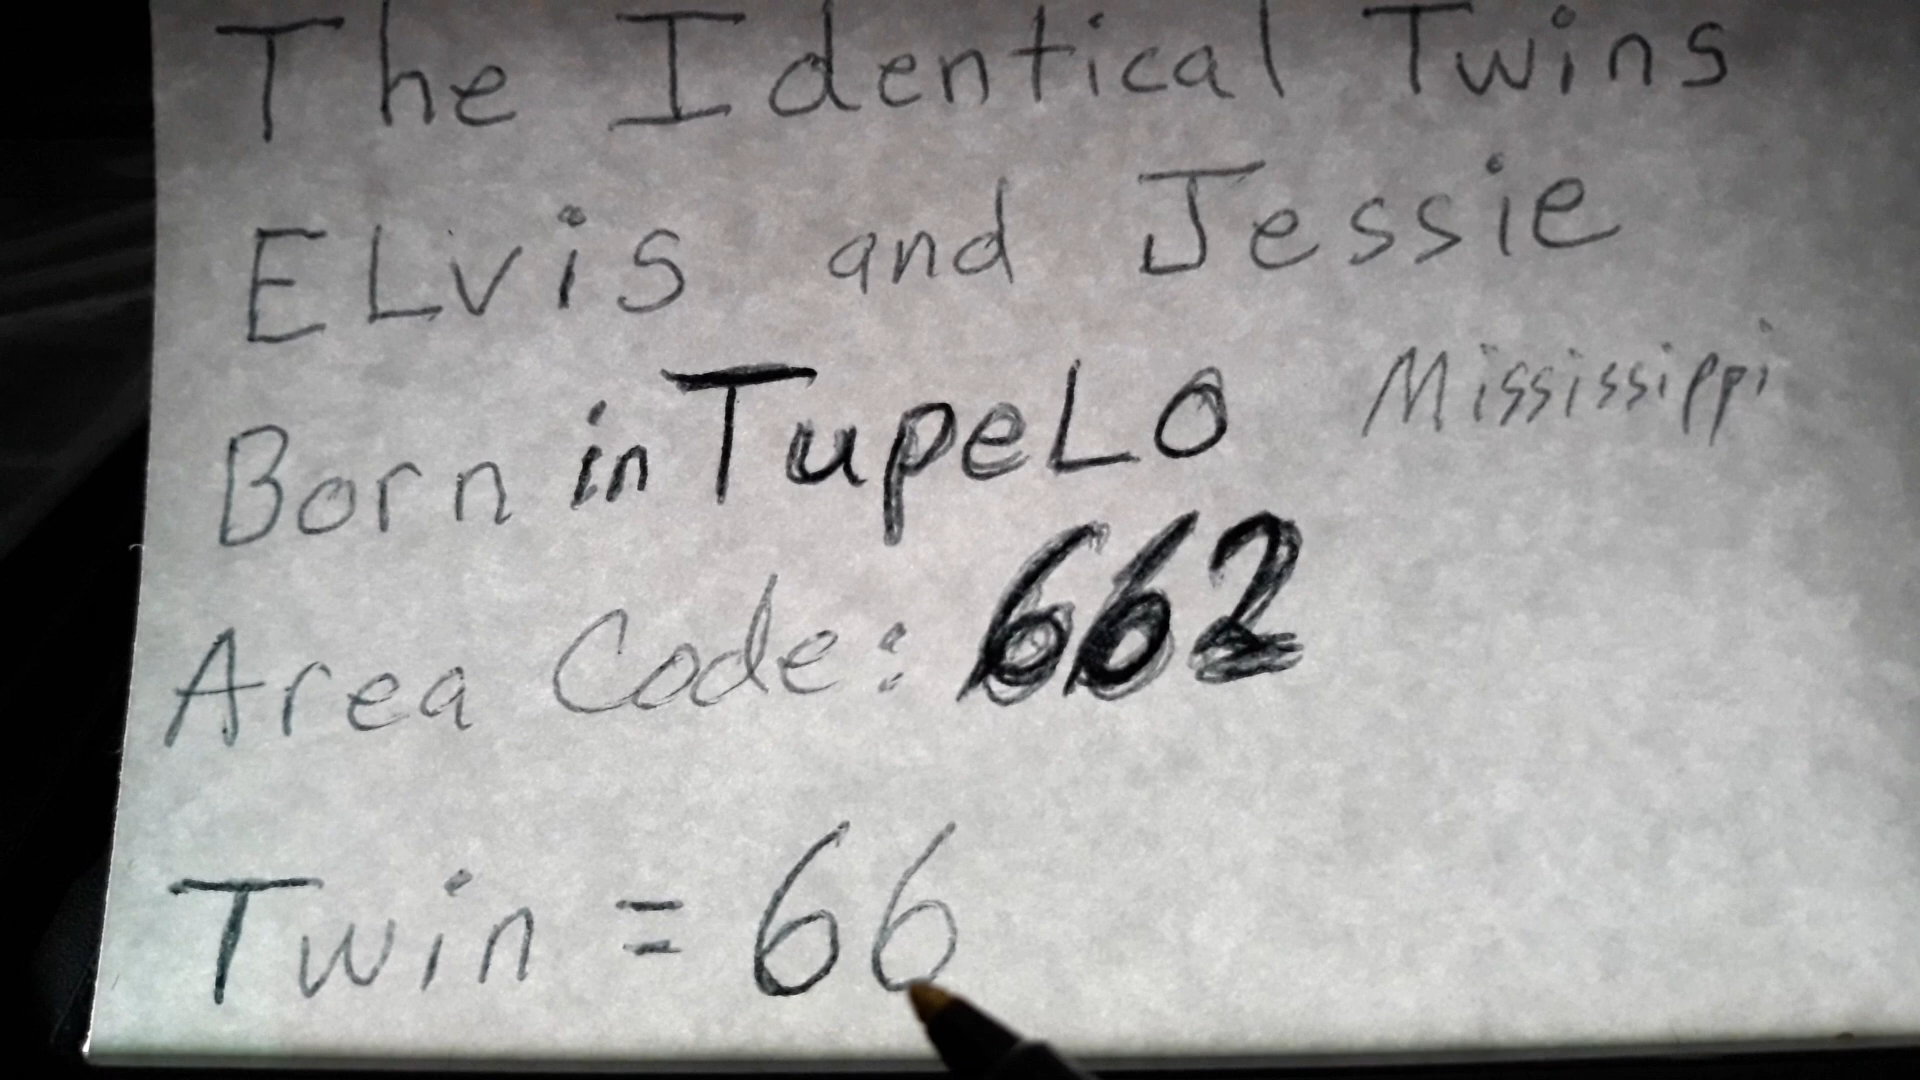 The Identical Twins
ELvis and Jessie
Born in TupeLo Mississippi
Area Code: 662
Twin = 66